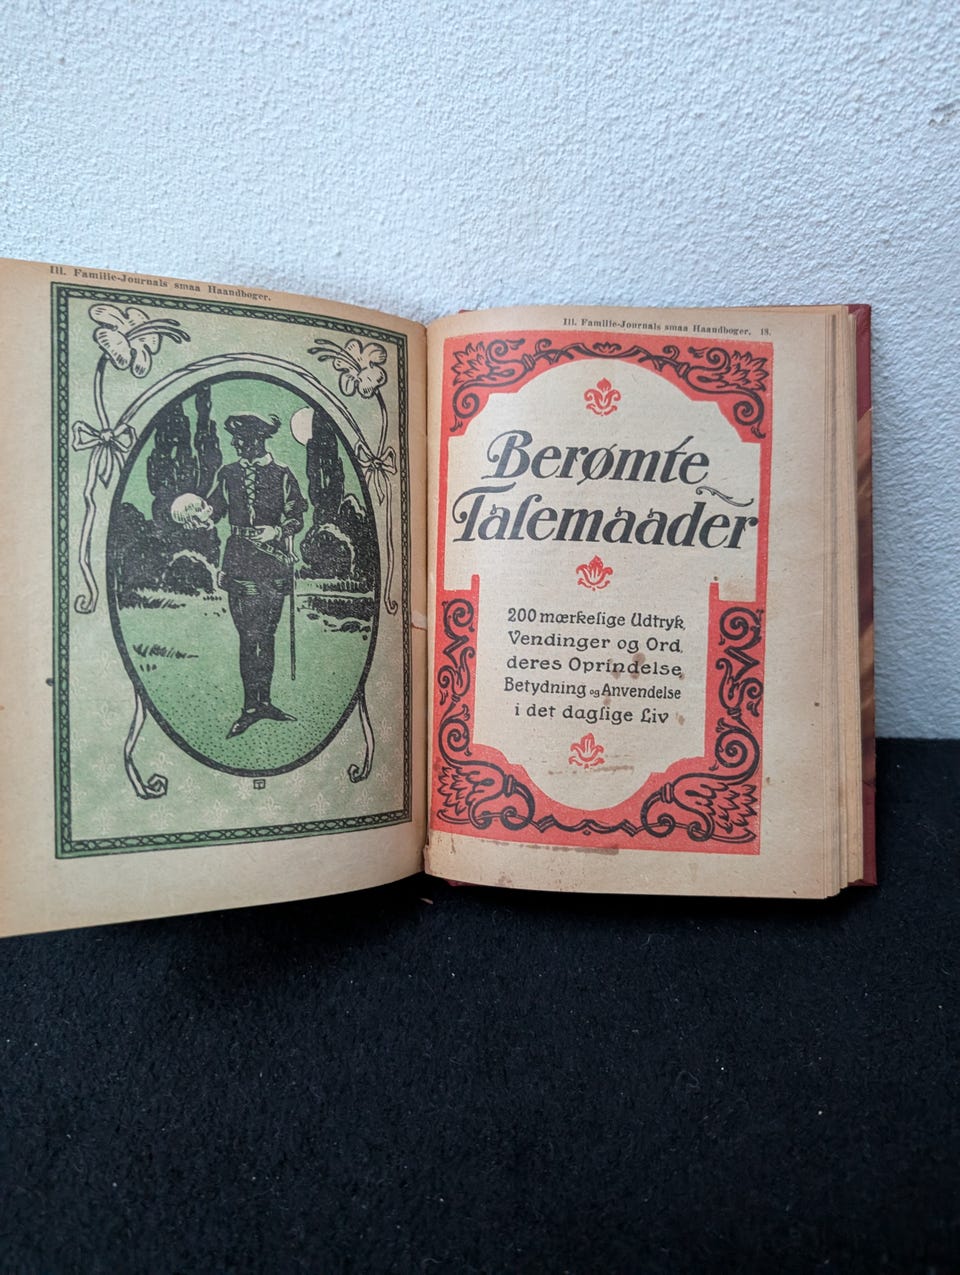 Ill. Familie-Journals smaa Haandbøger.
Ill. Familie-Journals smaa Haandbøger. 18.
Berømte
Talemaader
200 mærkelige Udtryk,
Vendinger og Ord,
deres Oprindelse,
Betydning og Anvendelse
i det daglige Liv